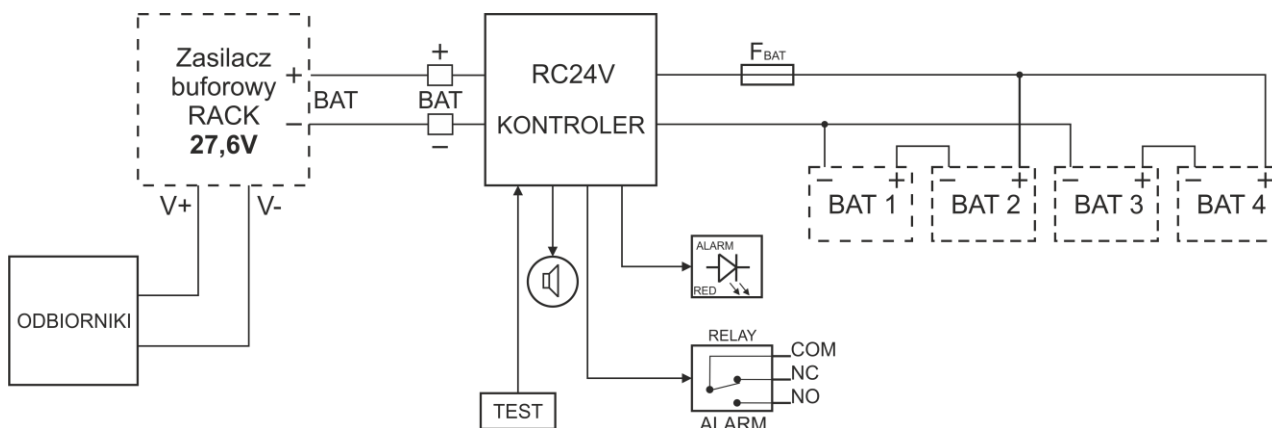 Zasilacz
buforowy
RACK
27,6V
+
−
BAT
+
BAT
−
RC24V
KONTROLER
FBAT
− +
BAT 1
− +
BAT 2
− +
BAT 3
− +
BAT 4
V+
V-
ODBIORNIKI
ALARM
RED
RELAY
COM
NC
NO
ALARM
TEST